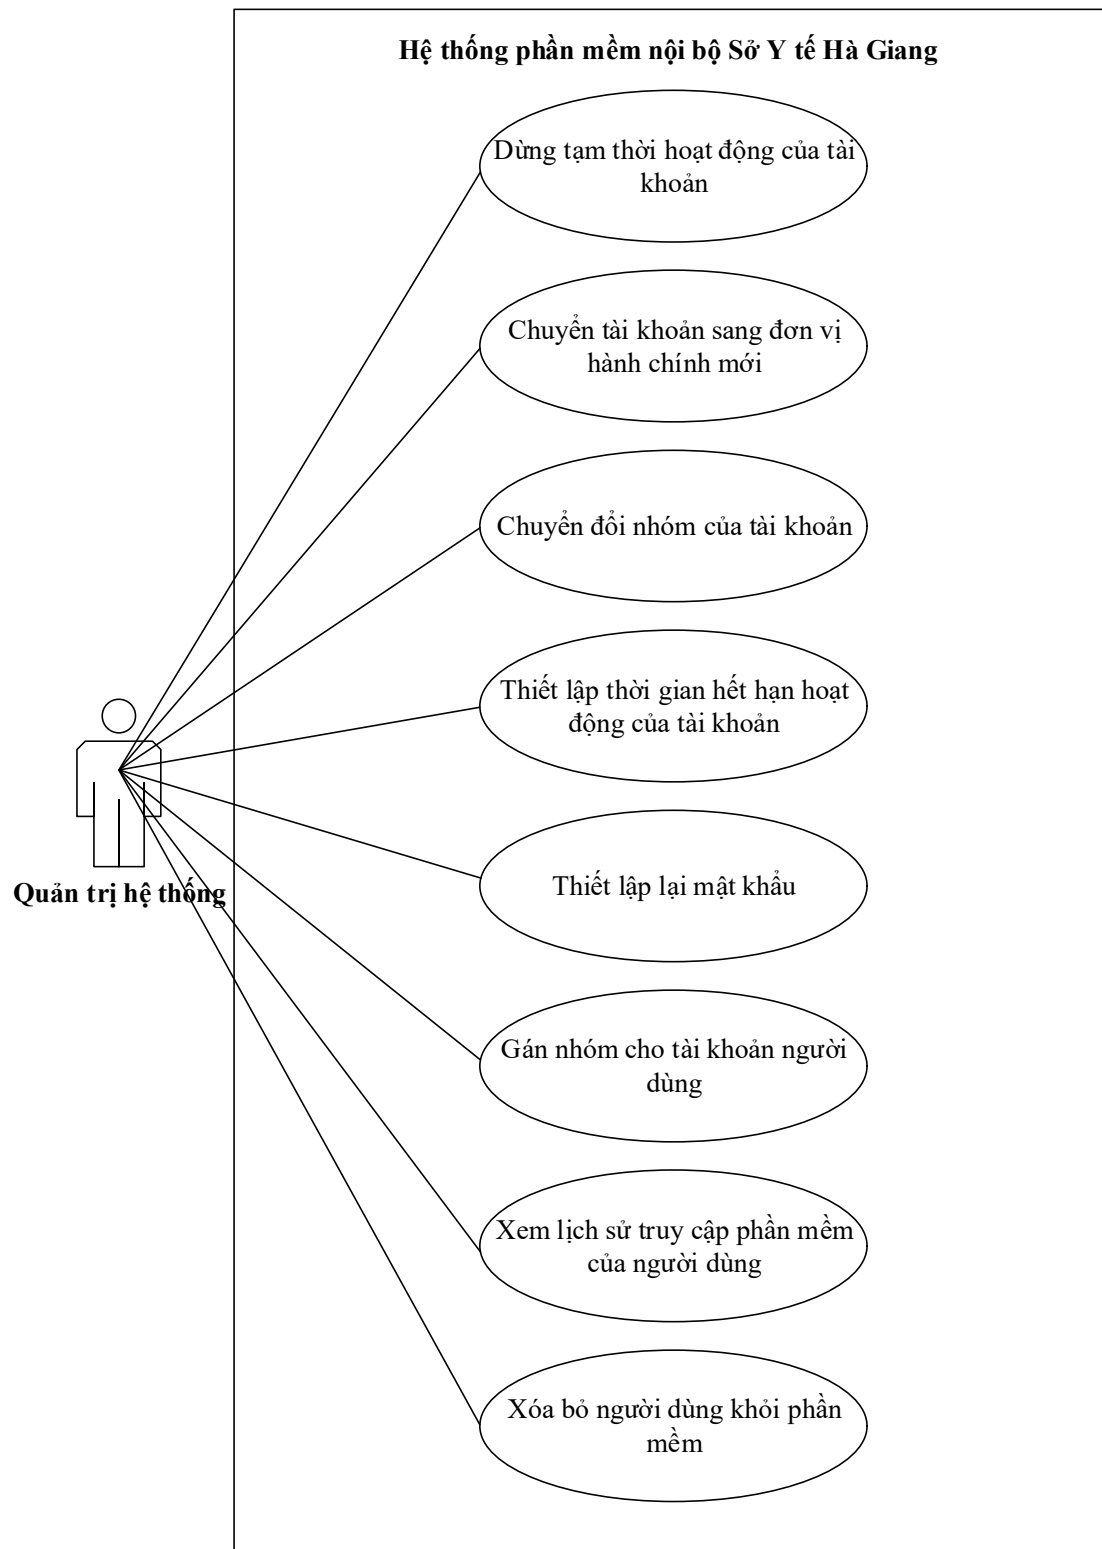 Hệ thống phần mềm nội bộ Sở Y tế Hà Giang
Dừng tạm thời hoạt động của tài
khoản
Chuyển tài khoản sang đơn vị
hành chính mới
Chuyển đổi nhóm của tài khoản
Thiết lập thời gian hết hạn hoạt
động của tài khoản
Thiết lập lại mật khẩu
Quản trị hệ thống
Gán nhóm cho tài khoản người
dùng
Xem lịch sử truy cập phần mềm
của người dùng
Xóa bỏ người dùng khỏi phần
mềm